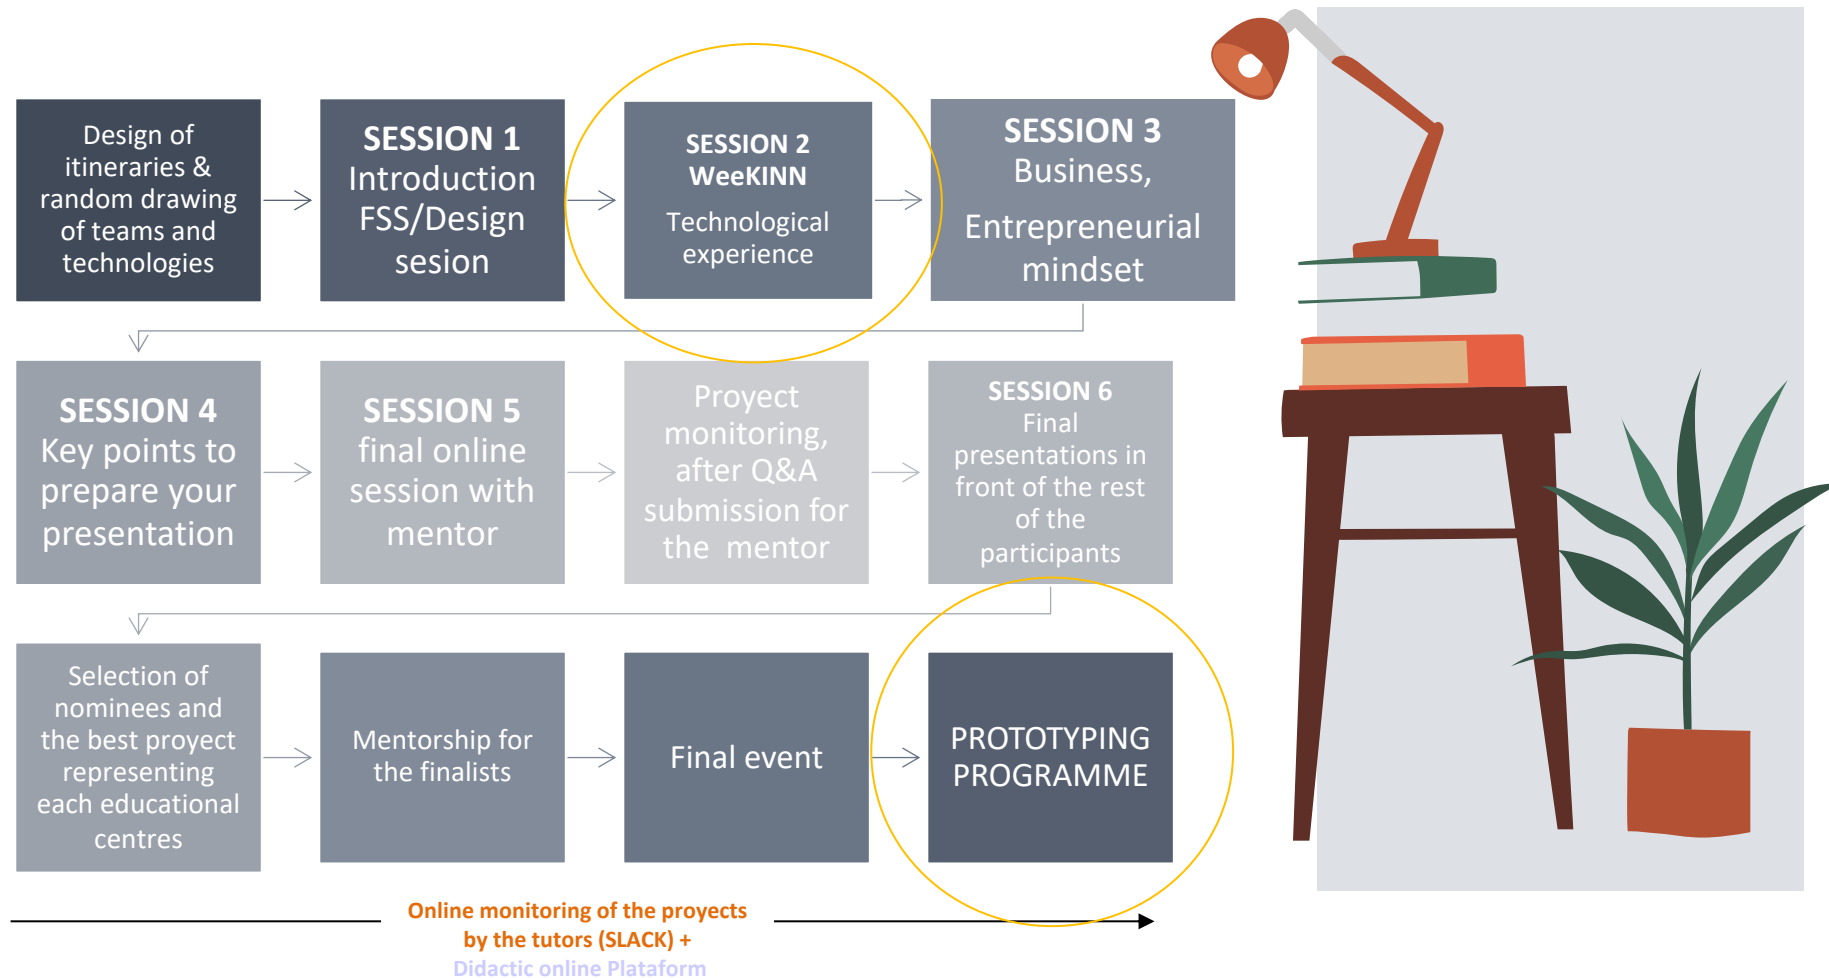 Design of
itineraries &
random drawing
of teams and
technologies
SESSION 1
Introduction
FSS/Design
sesion
SESSION 2
WeeKINN
Technological
experience
SESSION 3
Business,
Entrepreneurial
mindset
SESSION 4
Key points to
prepare your
presentation
SESSION 5
final online
session with
mentor
Proyect
monitoring,
after Q&A
submission for
the mentor
SESSION 6
Final
presentations in
front of the rest
of the
participants
Selection of
nominees and
the best proyect
representing
each educational
centres
Mentorship for
the finalists
Final event
PROTOTYPING
PROGRAMME
Online monitoring of the proyects
by the tutors (SLACK) +
Didactic online Plataform